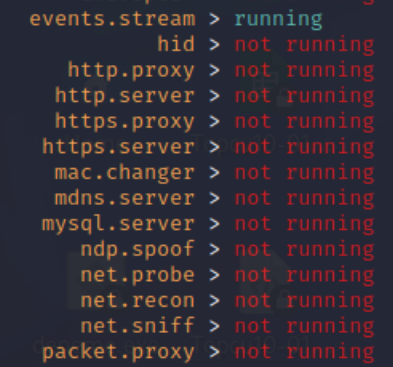 events.stream > running
hid > not running
http.proxy > not running
http.server > not running
https.proxy > not running
https.server > not running
mac.changer > not running
mdns.server > not running
mysql.server > not running
ndp.spoof > not running
net.probe > not running
net.recon > not running
net.sniff > not running
packet.proxy > not running